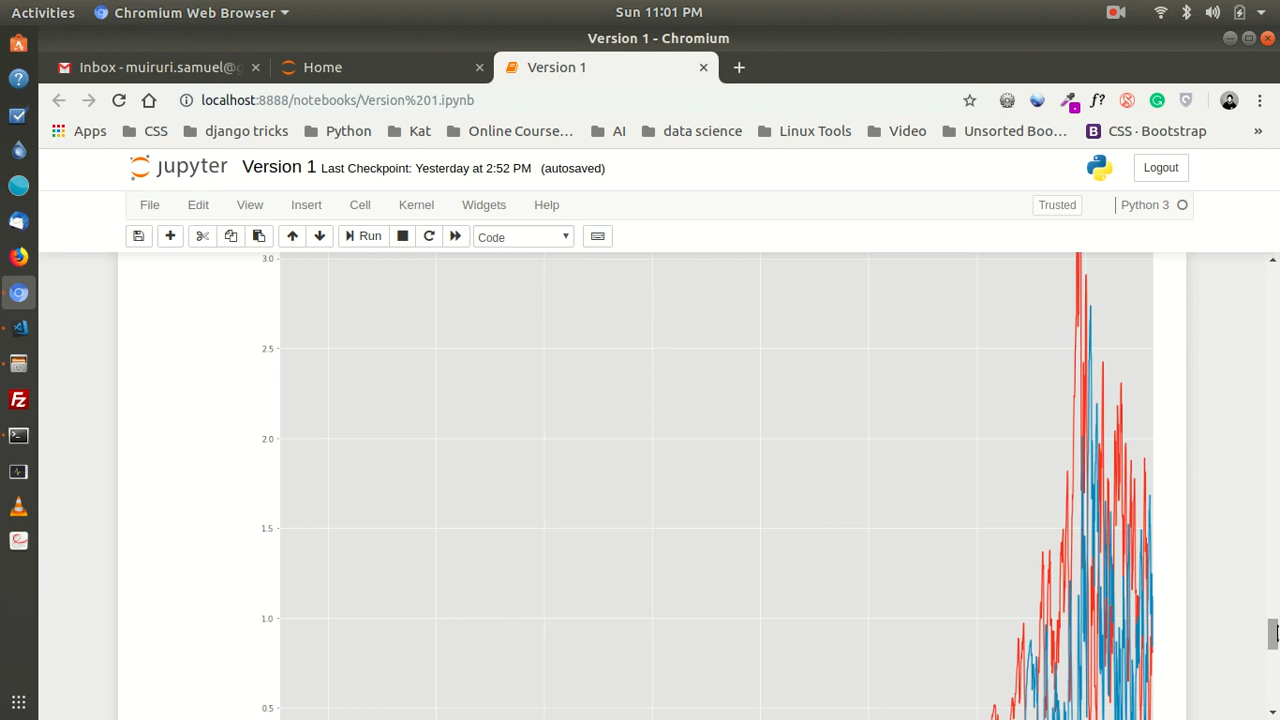 Activities Chromium Web Browser Sun 11:01 PM
Version 1 - Chromium
Inbox - muiruri.samuel@g Home Version 1
localhost:8888/notebooks/Version%201.ipynb f?
Apps CSS django tricks Python Kat Online Course… AI data science Linux Tools Video Unsorted Boo… B CSS · Bootstrap »
jupyter Version 1 Last Checkpoint: Yesterday at 2:52 PM (autosaved) Logout
File Edit View Insert Cell Kernel Widgets Help Trusted Python 3
Run Code
3.0
2.5
2.0
1.5
1.0
0.5
Fz